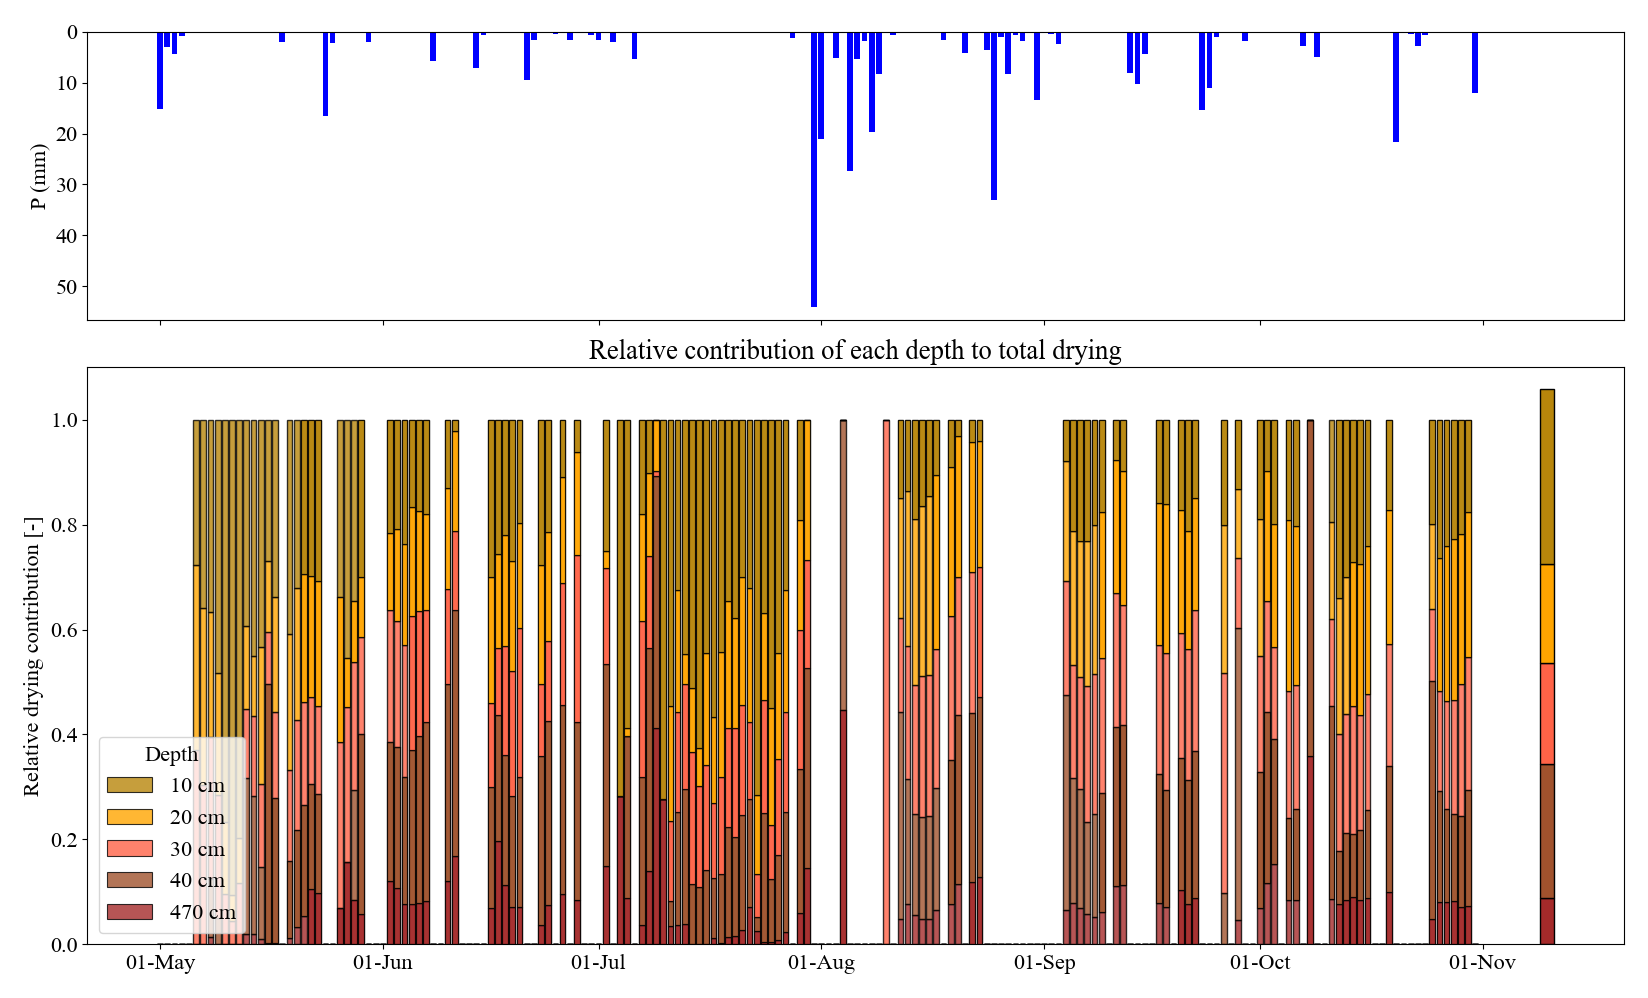 0
10
20
30
40
50
P (mm)
Relative contribution of each depth to total drying
1.0
0.8
0.6
0.4
0.2
0.0
Relative drying contribution [-]
Depth
10 cm
20 cm
30 cm
40 cm
470 cm
01-May
01-Jun
01-Jul
01-Aug
01-Sep
01-Oct
01-Nov